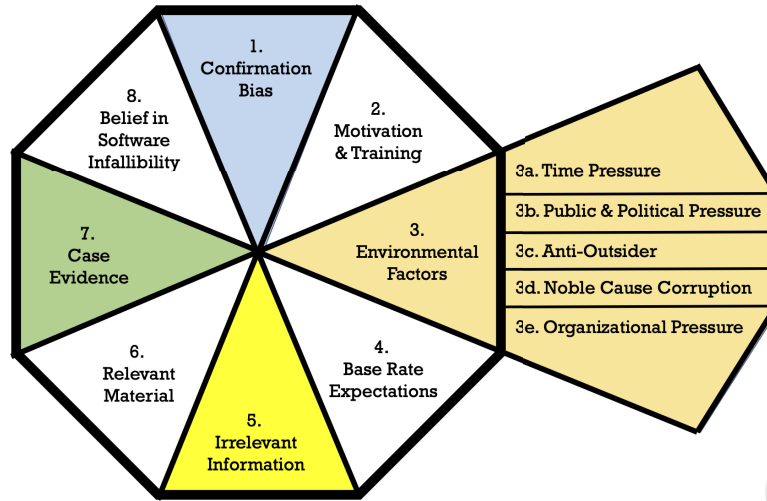 1.
Confirmation
Bias
2.
Motivation
& Training
3.
Environmental
Factors
3a. Time Pressure
3b. Public & Political Pressure
3c. Anti-Outsider
3d. Noble Cause Corruption
3e. Organizational Pressure
4.
Base Rate
Expectations
5.
Irrelevant
Information
6.
Relevant
Material
7.
Case
Evidence
8.
Belief in
Software
Infallibility